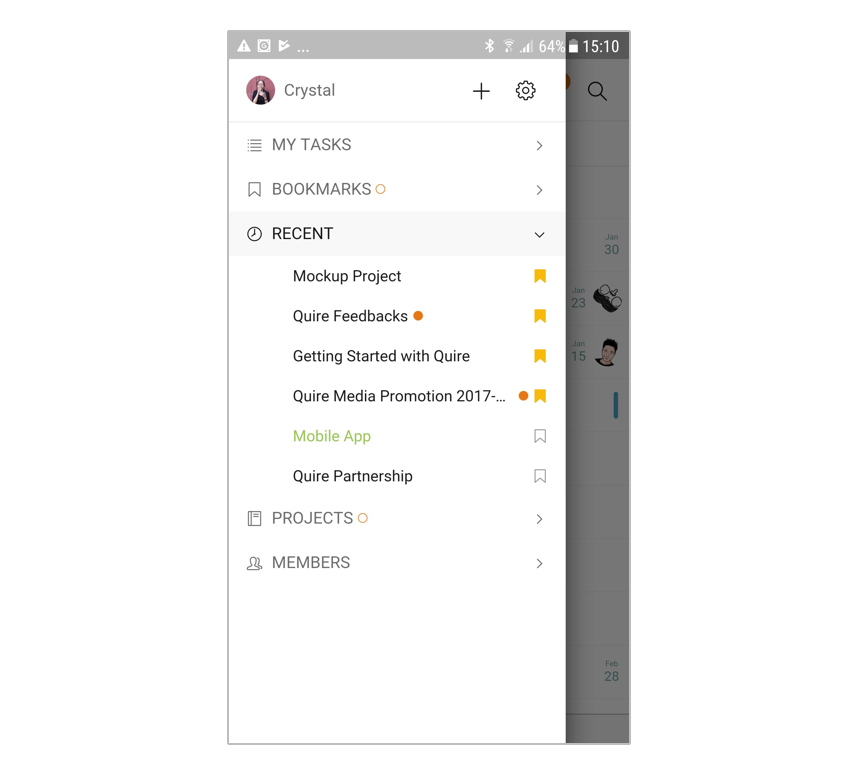 ... 64% 15:10
Crystal
MY TASKS
BOOKMARKS
RECENT
Mockup Project
Quire Feedbacks
Getting Started with Quire
Quire Media Promotion 2017-...
Mobile App
Quire Partnership
PROJECTS
MEMBERS
Jan
30
Jan
23
Jan
15
Feb
28